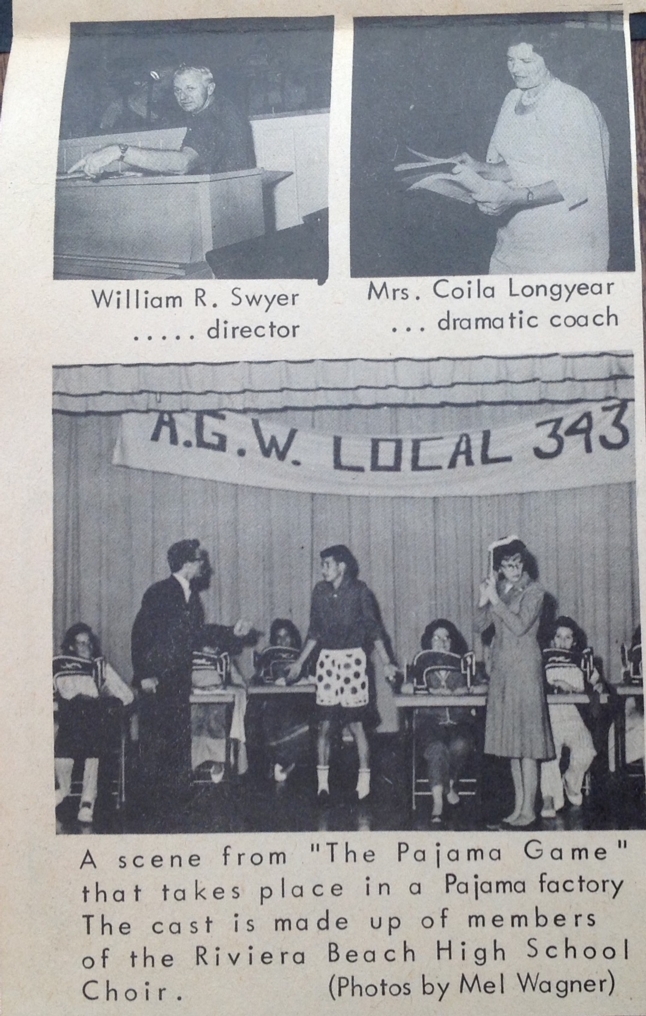 William R. Swyer
..... director
Mrs. Coila Longyear
... dramatic coach
A.G.W. LOCAL 343
A scene from "The Pajama Game"
that takes place in a Pajama factory
The cast is made up of members
of the Riviera Beach High School
Choir. (Photos by Mel Wagner)